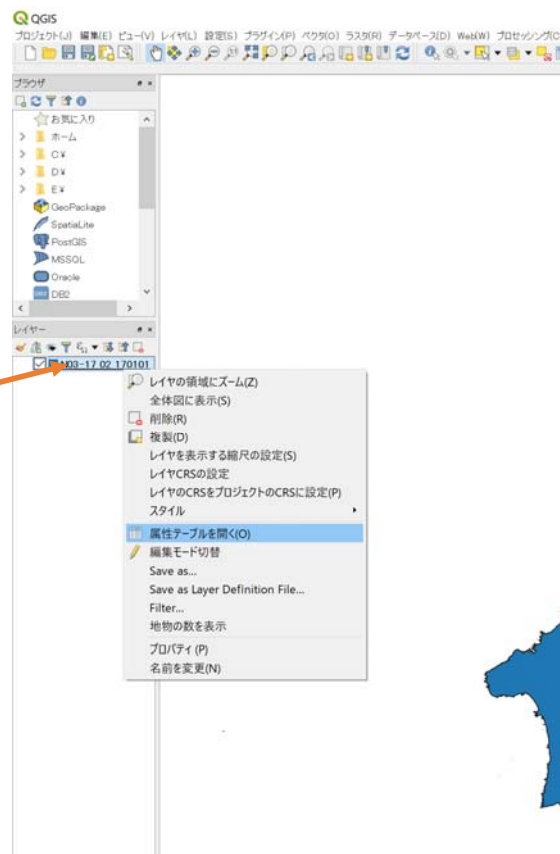 QGIS
プロジェクト(J) 編集(E) ビュー(V) レイヤ(L) 設定(S) プラグイン(P) ベクタ(O) ラスタ(R) データベース(D) Web(W) プロセッシング(C
ブラウザ
お気に入り
ホーム
C¥
D¥
E¥
GeoPackage
SpatiaLite
PostGIS
MSSQL
Oracle
DB2
レイヤー
N03-17_02_170101
レイヤの領域にズーム(Z)
全体図に表示(S)
削除(R)
複製(D)
レイヤを表示する縮尺の設定(S)
レイヤCRSの設定
レイヤのCRSをプロジェクトのCRSに設定(P)
スタイル
属性テーブルを開く(O)
編集モード切替
Save as...
Save as Layer Definition File...
Filter...
地物の数を表示
プロパティ(P)
名前を変更(N)